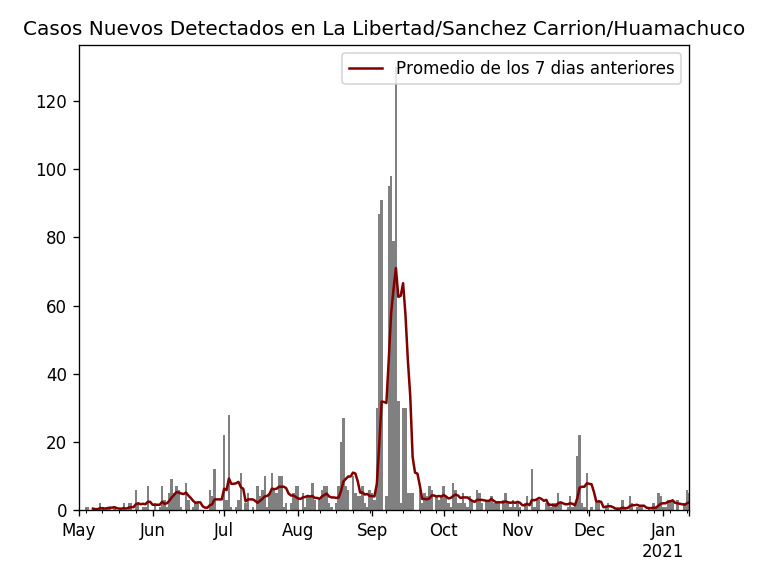 Casos Nuevos Detectados en La Libertad/Sanchez Carrion/Huamachuco
Promedio de los 7 dias anteriores
120
100
80
60
40
20
0
May Jun Jul Aug Sep Oct Nov Dec Jan
2021